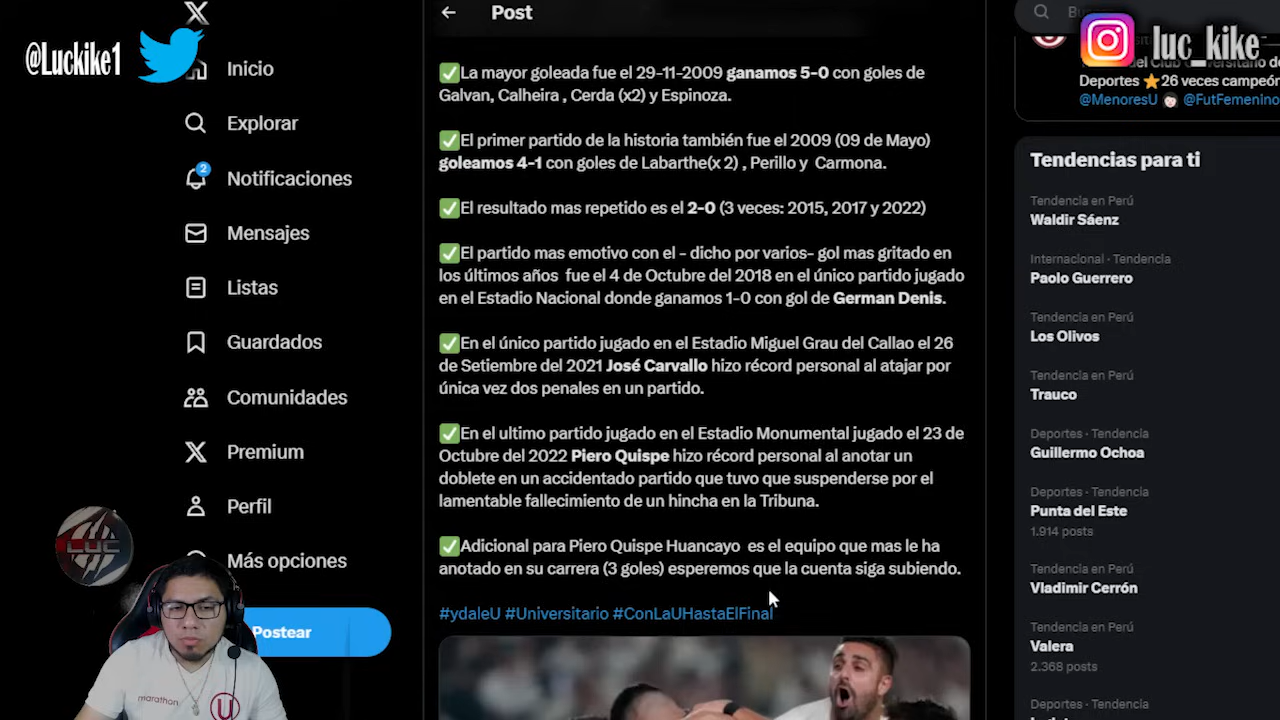 @Luckike1
Inicio
Explorar
2
Notificaciones
Mensajes
Listas
Guardados
Comunidades
Premium
Perfil
Más opciones
Postear
LUC
marathon
U
Post
✅La mayor goleada fue el 29-11-2009 ganamos 5-0 con goles de
Galvan, Calheira , Cerda (x2) y Espinoza.
✅El primer partido de la historia también fue el 2009 (09 de Mayo)
goleamos 4-1 con goles de Labarthe(x 2) , Perillo y Carmona.
✅El resultado mas repetido es el 2-0 (3 veces: 2015, 2017 y 2022)
✅El partido mas emotivo con el - dicho por varios- gol mas gritado en
los últimos años fue el 4 de Octubre del 2018 en el único partido jugado
en el Estadio Nacional donde ganamos 1-0 con gol de German Denis.
✅En el único partido jugado en el Estadio Miguel Grau del Callao el 26
de Setiembre del 2021 José Carvallo hizo récord personal al atajar por
única vez dos penales en un partido.
✅En el ultimo partido jugado en el Estadio Monumental jugado el 23 de
Octubre del 2022 Piero Quispe hizo récord personal al anotar un
doblete en un accidentado partido que tuvo que suspenderse por el
lamentable fallecimiento de un hincha en la Tribuna.
✅Adicional para Piero Quispe Huancayo es el equipo que mas le ha
anotado en su carrera (3 goles) esperemos que la cuenta siga subiendo.
#ydaleU #Universitario #ConLaUHastaElFinal
luc_kike
Deportes ⭐26 veces campeón
@MenoresU @FutFemenino
Tendencias para ti
Tendencia en Perú
Waldir Sáenz
Internacional · Tendencia
Paolo Guerrero
Tendencia en Perú
Los Olivos
Tendencia en Perú
Trauco
Deportes · Tendencia
Guillermo Ochoa
Deportes · Tendencia
Punta del Este
1.914 posts
Tendencia en Perú
Vladimir Cerrón
Tendencia en Perú
Valera
2.368 posts
Deportes · Tendencia